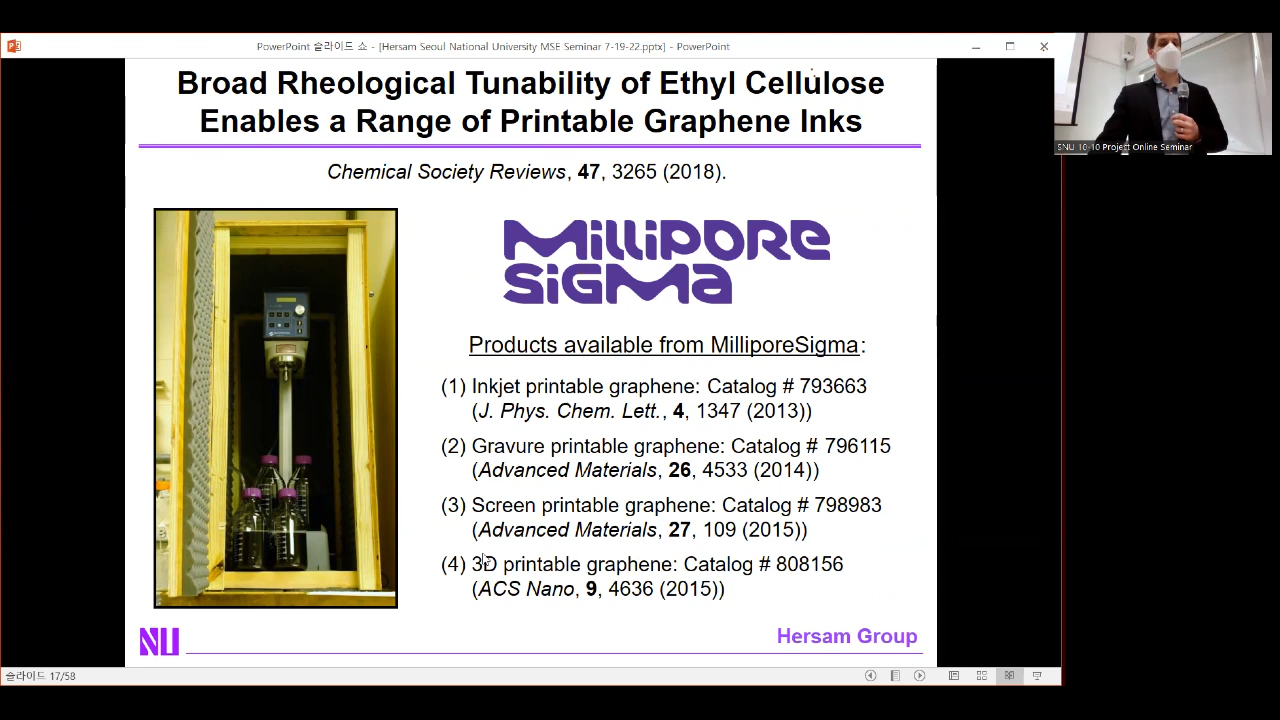 PowerPoint 슬라이드 쇼 - [Hersam Seoul National University MSE Seminar 7-19-22.pptx] - PowerPoint
Broad Rheological Tunability of Ethyl Cellulose
Enables a Range of Printable Graphene Inks
Chemical Society Reviews, 47, 3265 (2018).
Millipore
Sigma
Products available from MilliporeSigma:
(1) Inkjet printable graphene: Catalog # 793663
(J. Phys. Chem. Lett., 4, 1347 (2013))
(2) Gravure printable graphene: Catalog # 796115
(Advanced Materials, 26, 4533 (2014))
(3) Screen printable graphene: Catalog # 798983
(Advanced Materials, 27, 109 (2015))
(4) 3D printable graphene: Catalog # 808156
(ACS Nano, 9, 4636 (2015))
NU
Hersam Group
슬라이드 17/58
SNU 10-10 Project Online Seminar